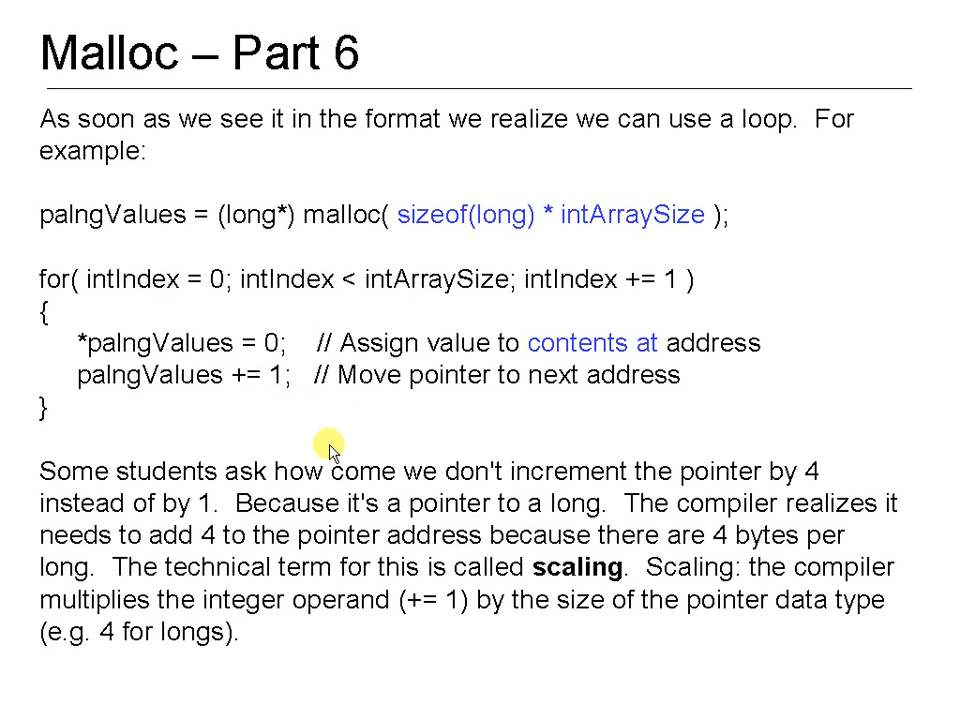 Malloc – Part 6
As soon as we see it in the format we realize we can use a loop.  For
example:
palngValues = (long*) malloc( sizeof(long) * intArraySize );
for( intIndex = 0; intIndex < intArraySize; intIndex += 1 )
{
*palngValues = 0;    // Assign value to contents at address
palngValues += 1;   // Move pointer to next address
}
Some students ask how come we don't increment the pointer by 4
instead of by 1.  Because it's a pointer to a long.  The compiler realizes it
needs to add 4 to the pointer address because there are 4 bytes per
long.  The technical term for this is called scaling.  Scaling: the compiler
multiplies the integer operand (+= 1) by the size of the pointer data type
(e.g. 4 for longs).